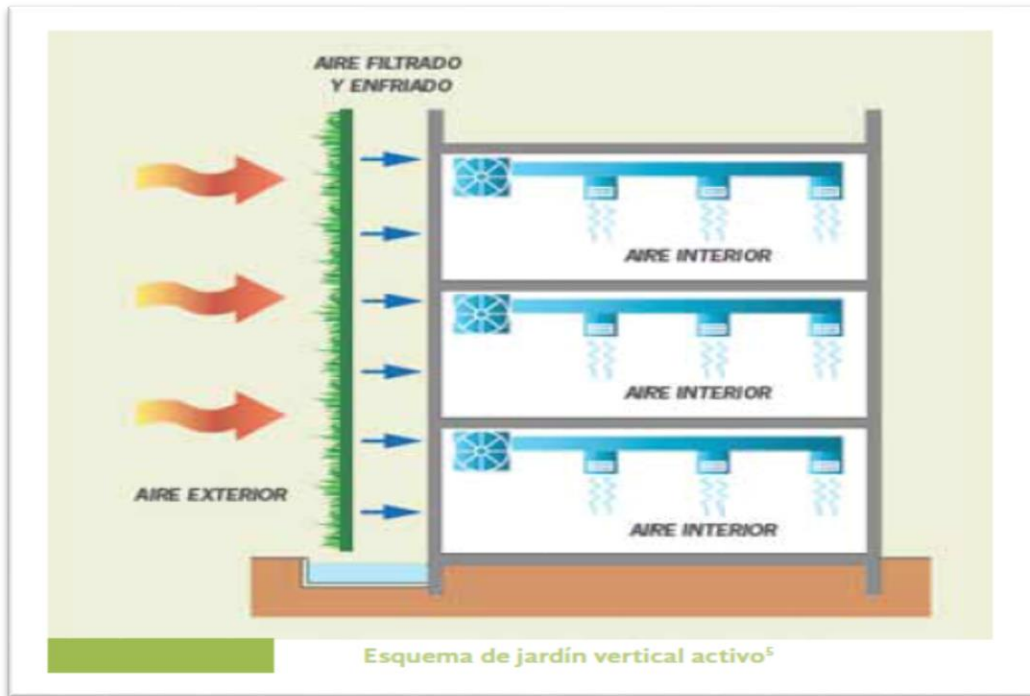 AIRE FILTRADO
Y ENFRIADO
AIRE INTERIOR
AIRE INTERIOR
AIRE EXTERIOR
AIRE INTERIOR
Esquema de jardín vertical activo⁵